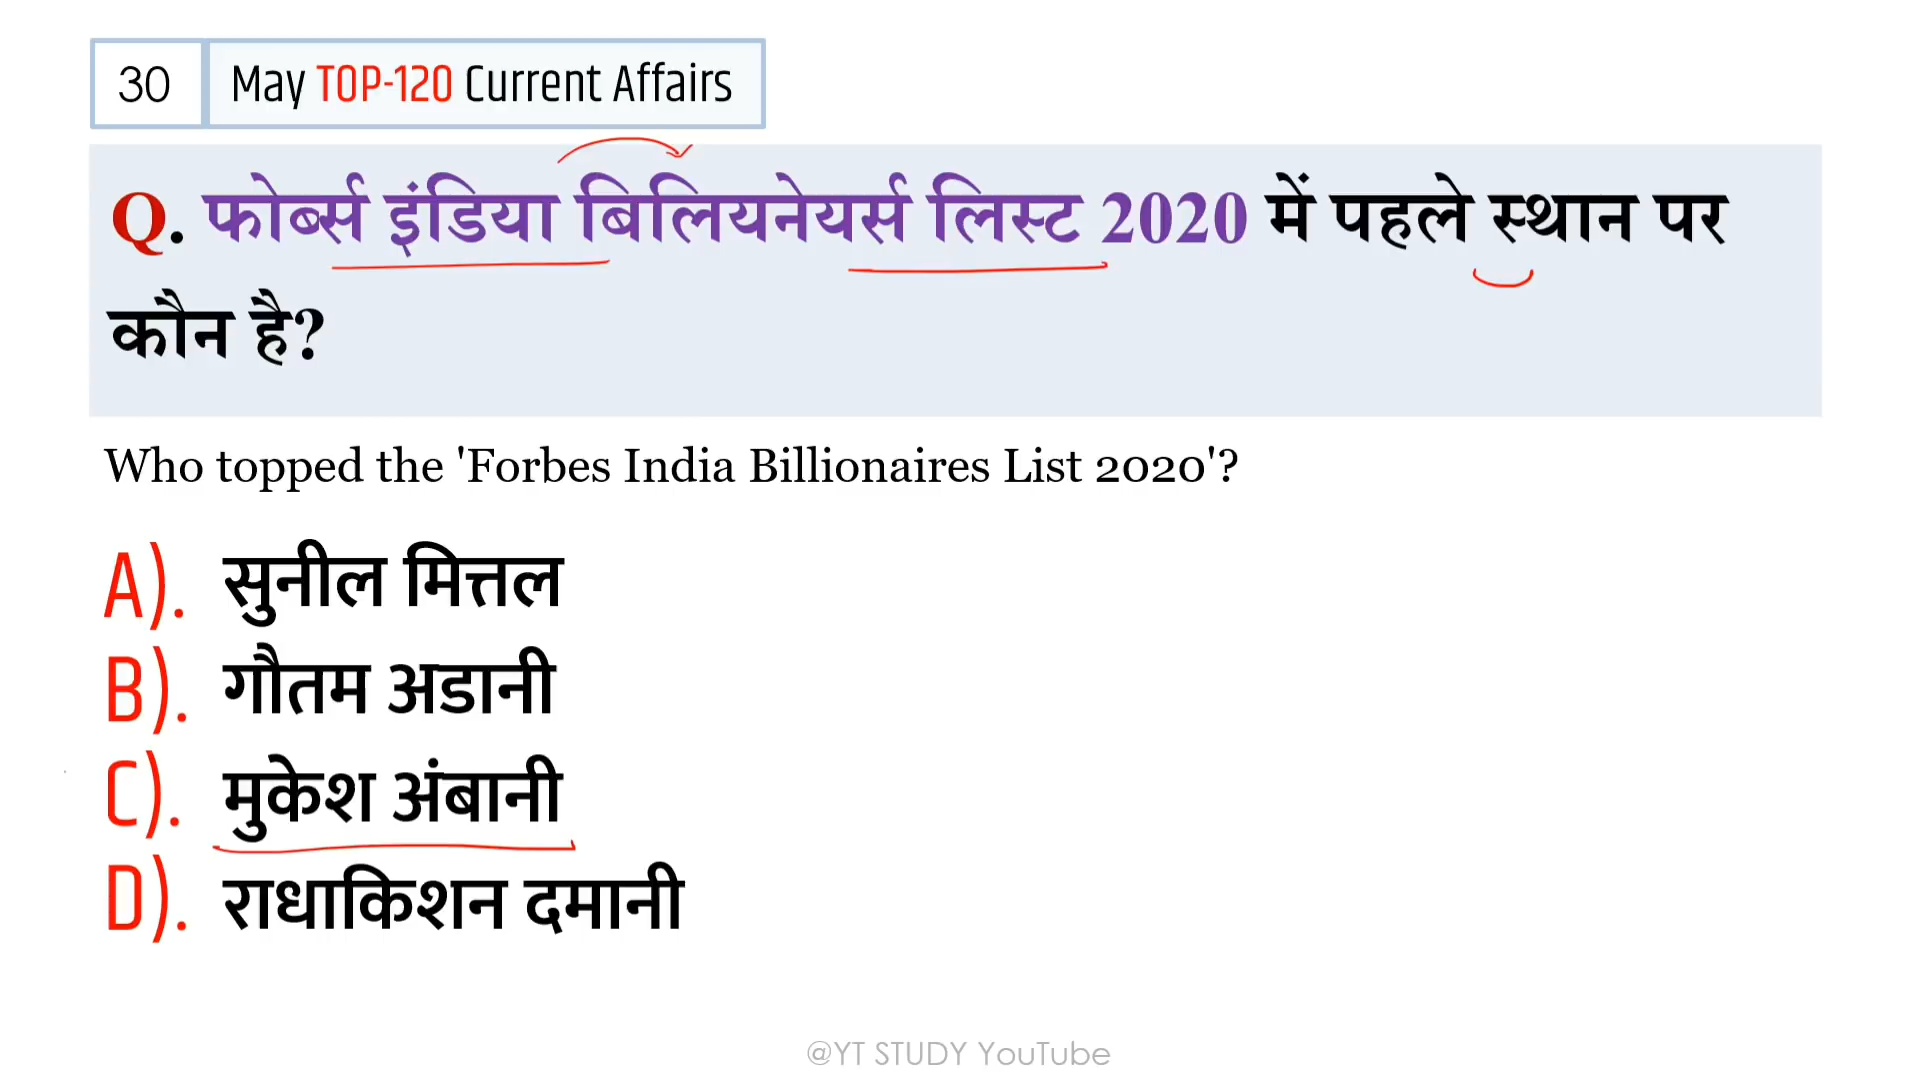 30 May TOP-120 Current Affairs
Q. फोर्ब्स इंडिया बिलियनेयर्स लिस्ट 2020 में पहले स्थान पर
कौन है?
Who topped the 'Forbes India Billionaires List 2020'?
A). सुनील मित्तल
B). गौतम अडानी
C). मुकेश अंबानी
D). राधाकिशन दमानी
@YT STUDY YouTube